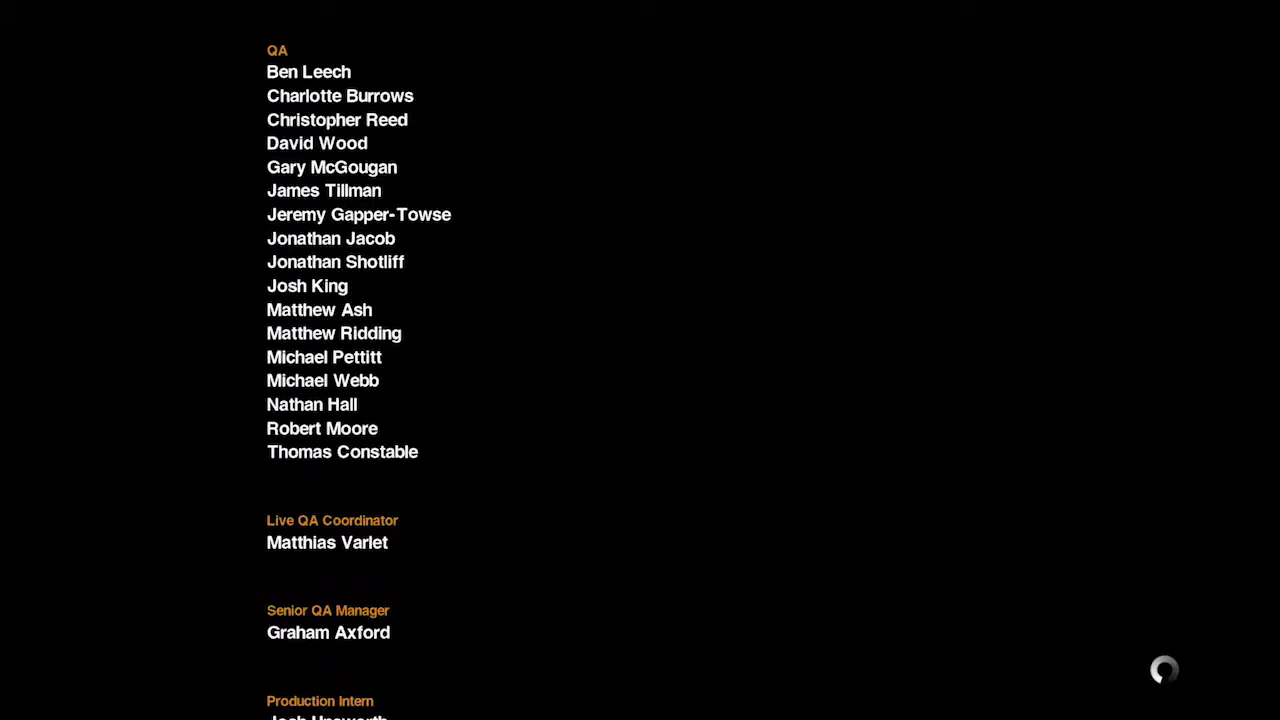 QA
Ben Leech
Charlotte Burrows
Christopher Reed
David Wood
Gary McGougan
James Tillman
Jeremy Gapper-Towse
Jonathan Jacob
Jonathan Shotliff
Josh King
Matthew Ash
Matthew Ridding
Michael Pettitt
Michael Webb
Nathan Hall
Robert Moore
Thomas Constable
Live QA Coordinator
Matthias Varlet
Senior QA Manager
Graham Axford
Production Intern